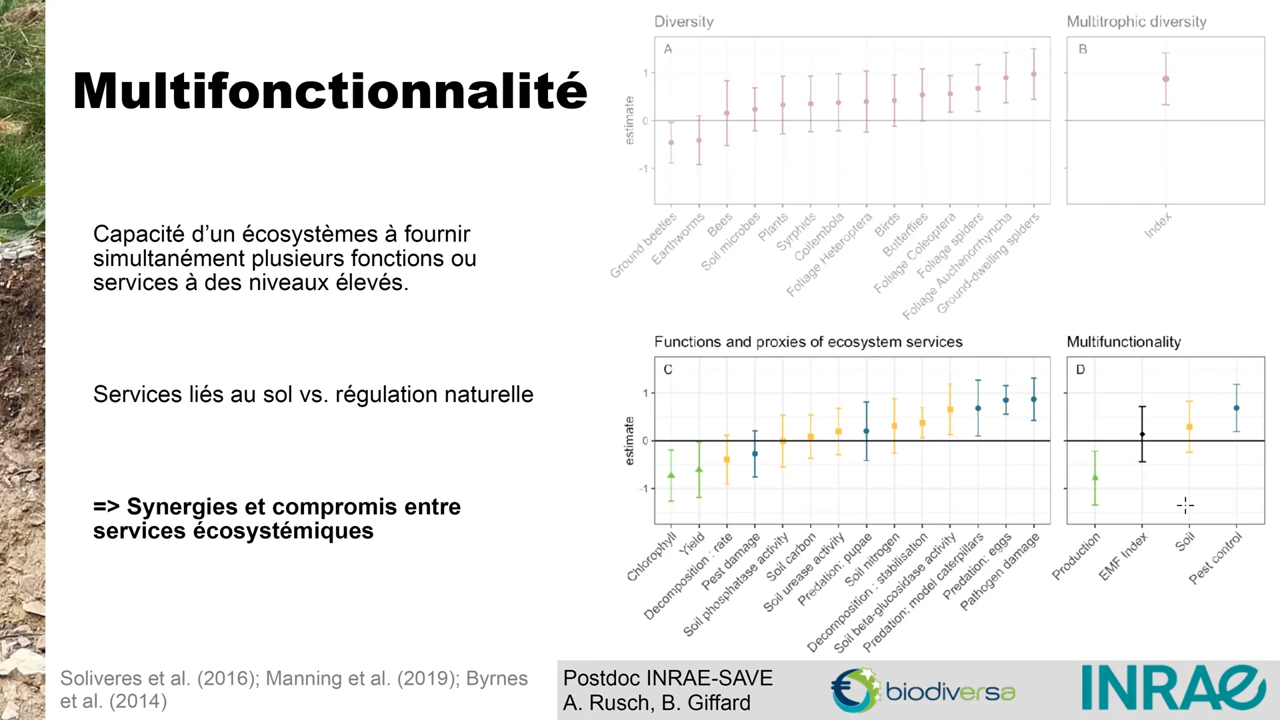 Multifonctionnalité
Capacité d’un écosystèmes à fournir
simultanément plusieurs fonctions ou
services à des niveaux élevés.
Services liés au sol vs. régulation naturelle
=> Synergies et compromis entre
services écosystémiques
Soliveres et al. (2016); Manning et al. (2019); Byrnes
et al. (2014)
Diversity
A
estimate
1
0
-1
Ground beetles
Earthworms
Bees
Soil microbes
Plants
Syrphids
Collembola
Foliage Heteroptera
Birds
Butterflies
Foliage Coleoptera
Foliage spiders
Foliage Auchenorrhyncha
Ground-dwelling spiders
Multitrophic diversity
B
Index
Functions and proxies of ecosystem services
C
estimate
1
0
-1
Chlorophyll
Yield
Decomposition : rate
Pest damage
Soil phosphatase activity
Soil carbon
Soil urease activity
Predation: pupae
Soil nitrogen
Decomposition : stabilisation
Soil beta-glucosidase activity
Predation: model caterpillars
Predation: eggs
Pathogen damage
Multifunctionality
D
Production
EMF Index
Soil
Pest control
Postdoc INRAE-SAVE
A. Rusch, B. Giffard
€ biodiversa
INRAE